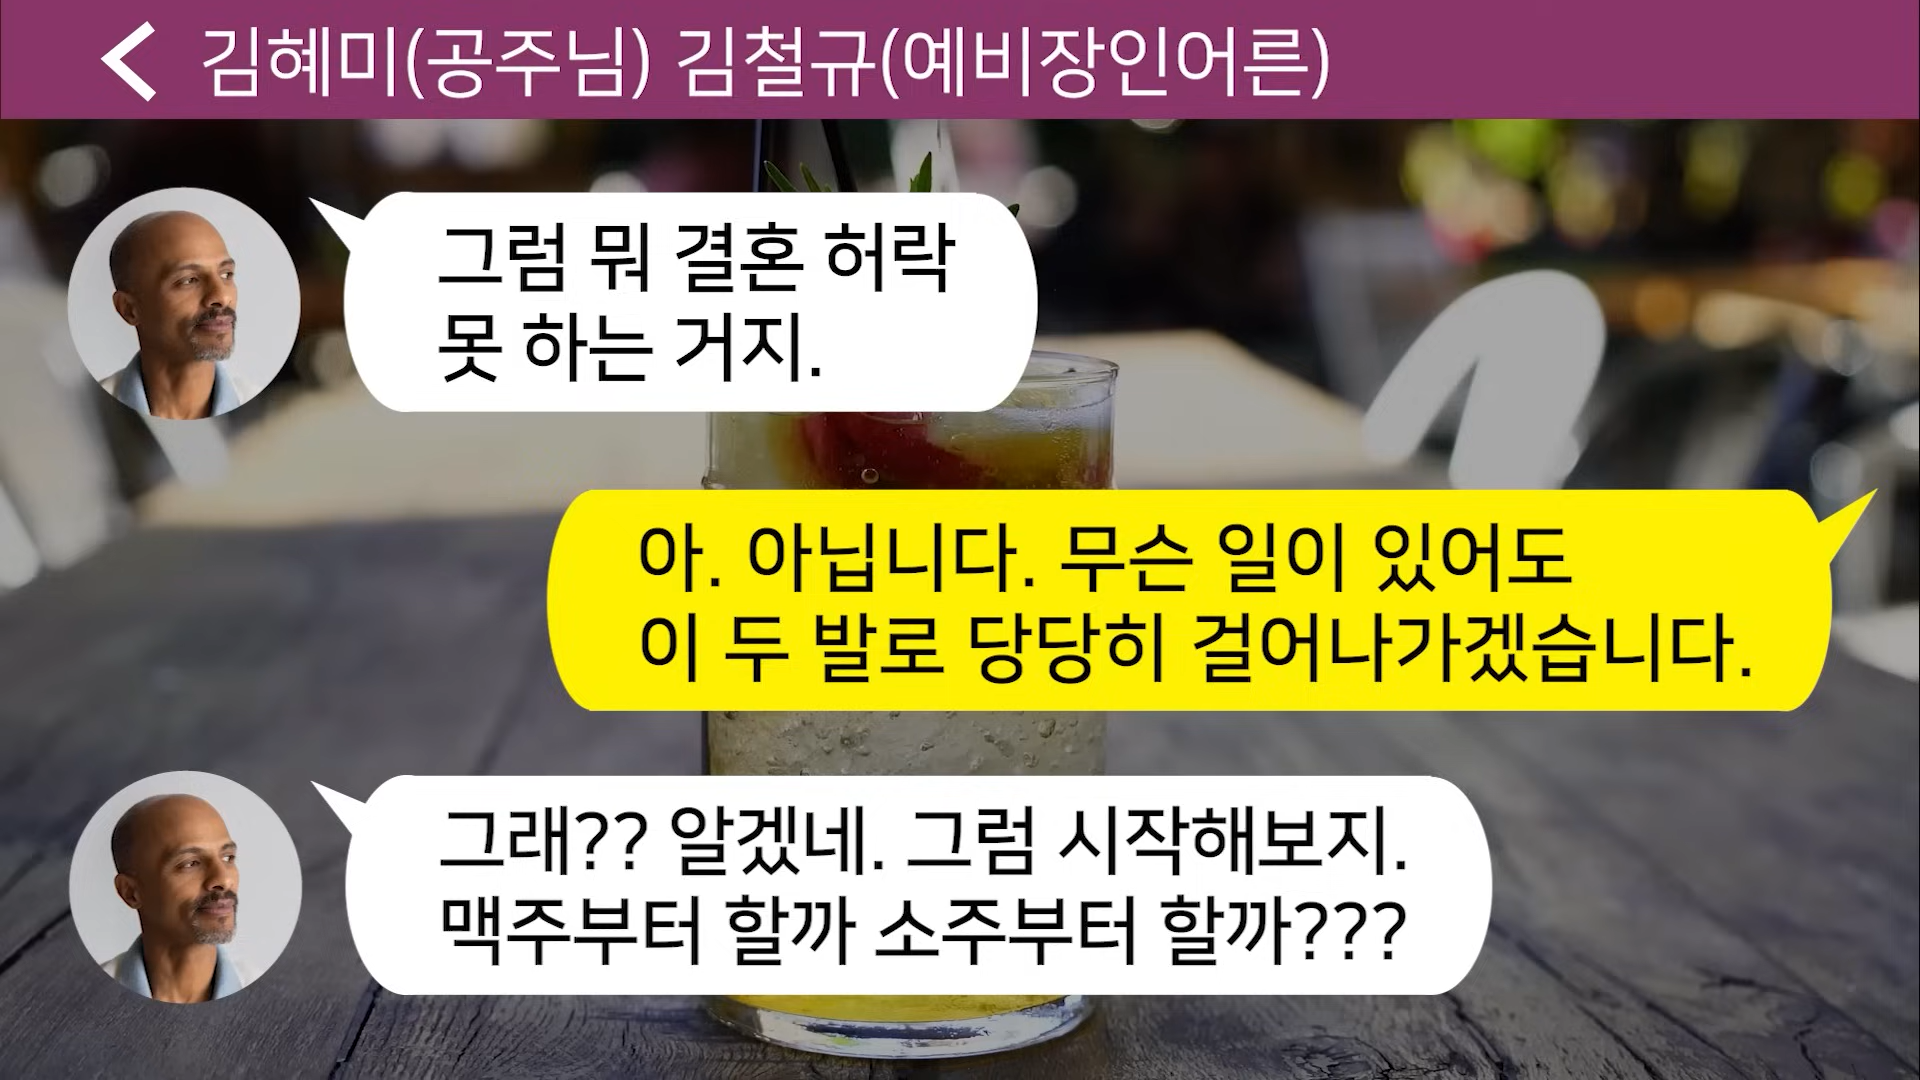 김혜미(공주님) 김철규(예비장인어른)
그럼 뭐 결혼 허락
못 하는 거지.
아. 아닙니다. 무슨 일이 있어도
이 두 발로 당당히 걸어나가겠습니다.
그래?? 알겠네. 그럼 시작해보지.
맥주부터 할까 소주부터 할까???